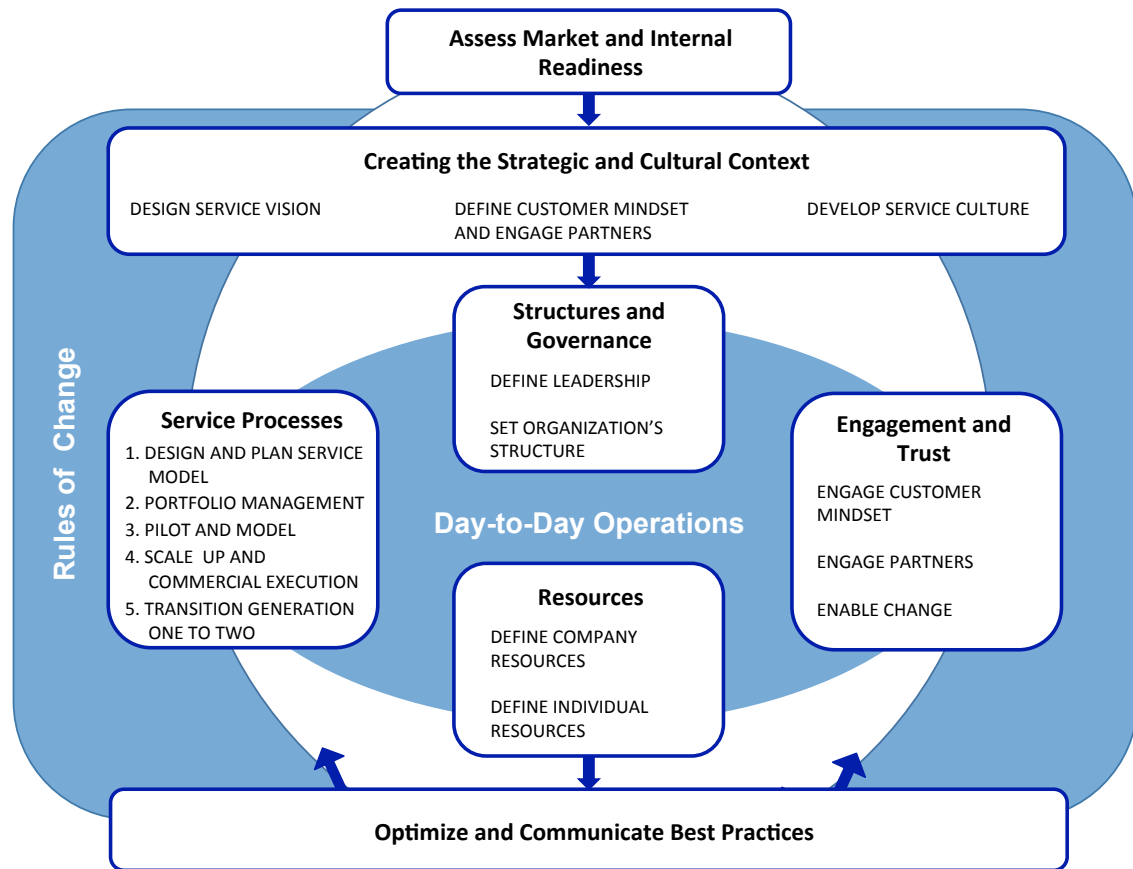 Assess Market and Internal
Readiness
Creating the Strategic and Cultural Context
DESIGN SERVICE VISION
DEFINE CUSTOMER MINDSET
AND ENGAGE PARTNERS
DEVELOP SERVICE CULTURE
Structures and
Governance
DEFINE LEADERSHIP
SET ORGANIZATION'S
STRUCTURE
Rules of Change
Service Processes
1. DESIGN AND PLAN SERVICE
MODEL
2. PORTFOLIO MANAGEMENT
3. PILOT AND MODEL
4. SCALE UP AND
COMMERCIAL EXECUTION
5. TRANSITION GENERATION
ONE TO TWO
Day-to-Day Operations
Engagement and
Trust
ENGAGE CUSTOMER
MINDSET
ENGAGE PARTNERS
ENABLE CHANGE
Resources
DEFINE COMPANY
RESOURCES
DEFINE INDIVIDUAL
RESOURCES
Optimize and Communicate Best Practices